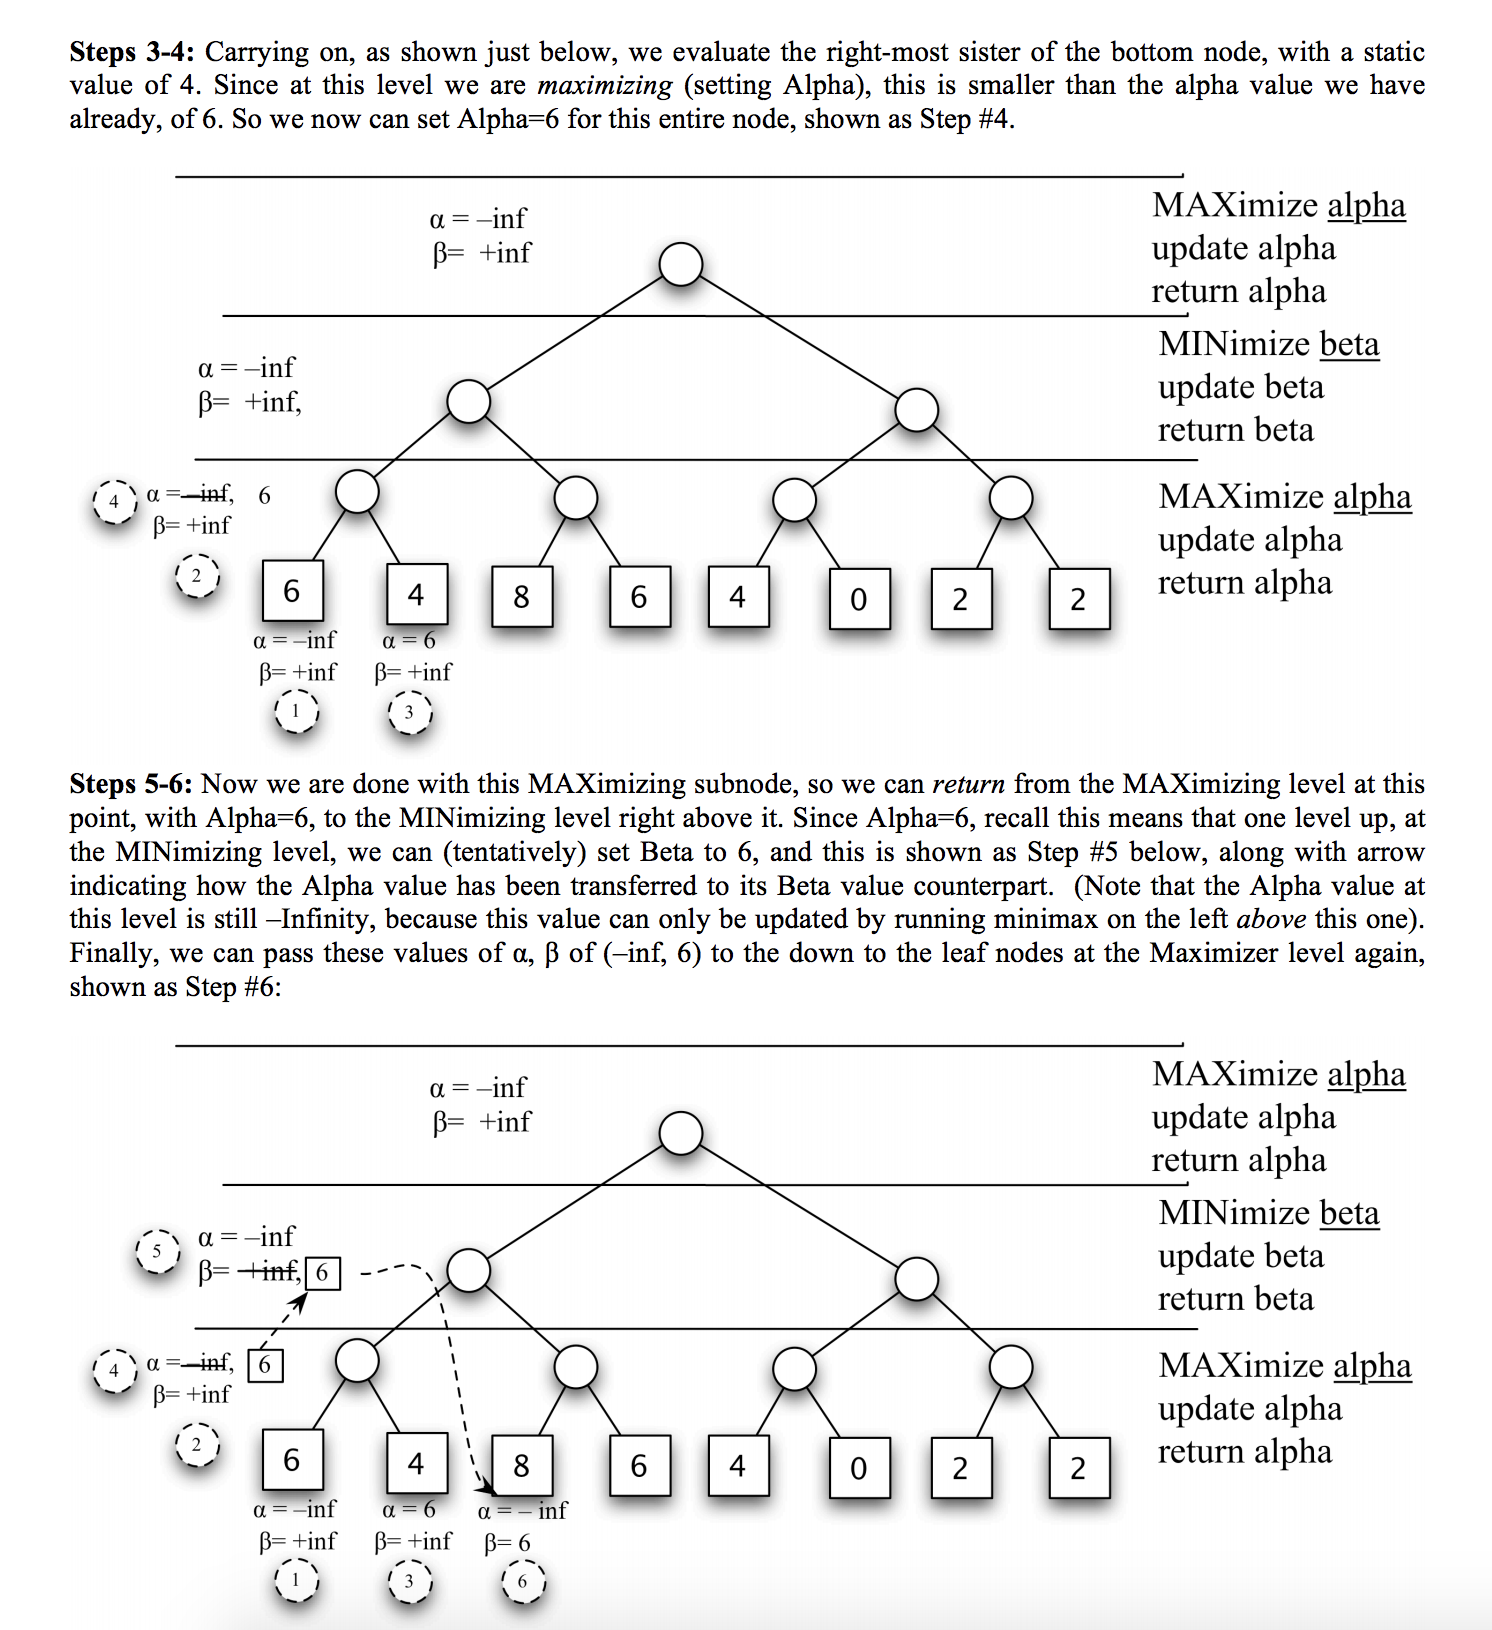 Steps 3-4: Carrying on, as shown just below, we evaluate the right-most sister of the bottom node, with a static
value of 4. Since at this level we are maximizing (setting Alpha), this is smaller than the alpha value we have
already, of 6. So we now can set Alpha=6 for this entire node, shown as Step #4.
α = –inf
β= +inf
MAXimize alpha
update alpha
return alpha
α = –inf
β= +inf,
MINimize beta
update beta
return beta
4 α = –inf, 6
β= +inf
2
MAXimize alpha
update alpha
return alpha
6 4 8 6 4 0 2 2
α = –inf α = 6
β= +inf β= +inf
1 3
Steps 5-6: Now we are done with this MAXimizing subnode, so we can return from the MAXimizing level at this
point, with Alpha=6, to the MINimizing level right above it. Since Alpha=6, recall this means that one level up, at
the MINimizing level, we can (tentatively) set Beta to 6, and this is shown as Step #5 below, along with arrow
indicating how the Alpha value has been transferred to its Beta value counterpart. (Note that the Alpha value at
this level is still –Infinity, because this value can only be updated by running minimax on the left above this one).
Finally, we can pass these values of α, β of (–inf, 6) to the down to the leaf nodes at the Maximizer level again,
shown as Step #6:
α = –inf
β= +inf
MAXimize alpha
update alpha
return alpha
5 α = –inf
β= +inf, 6
MINimize beta
update beta
return beta
4 α = –inf, 6
β= +inf
2
MAXimize alpha
update alpha
return alpha
6 4 8 6 4 0 2 2
α = –inf α = 6 α = – inf
β= +inf β= +inf β= 6
1 3 6